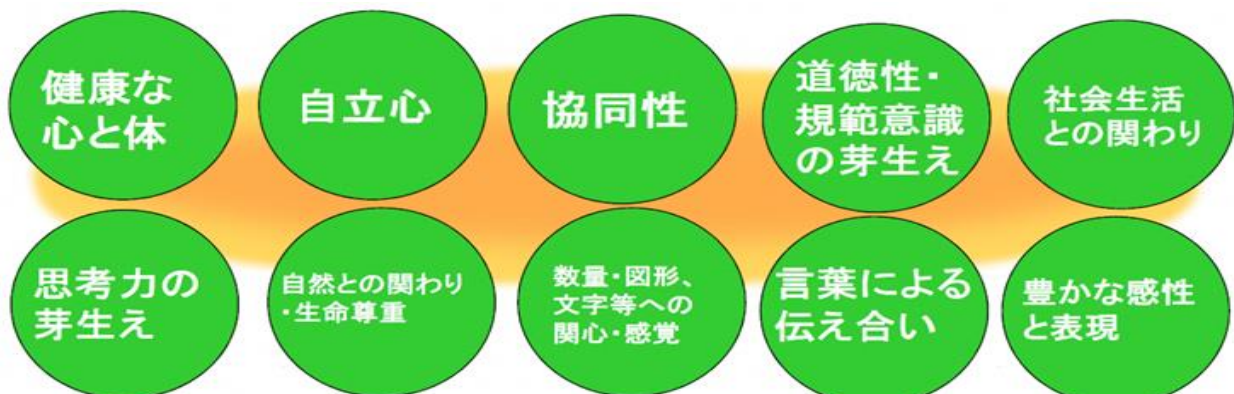 健康な
心と体
自立心
協同性
道徳性・
規範意識
の芽生え
社会生活
との関わり
思考力の
芽生え
自然との関わり
・生命尊重
数量・図形、
文字等への
関心・感覚
言葉による
伝え合い
豊かな感性
と表現